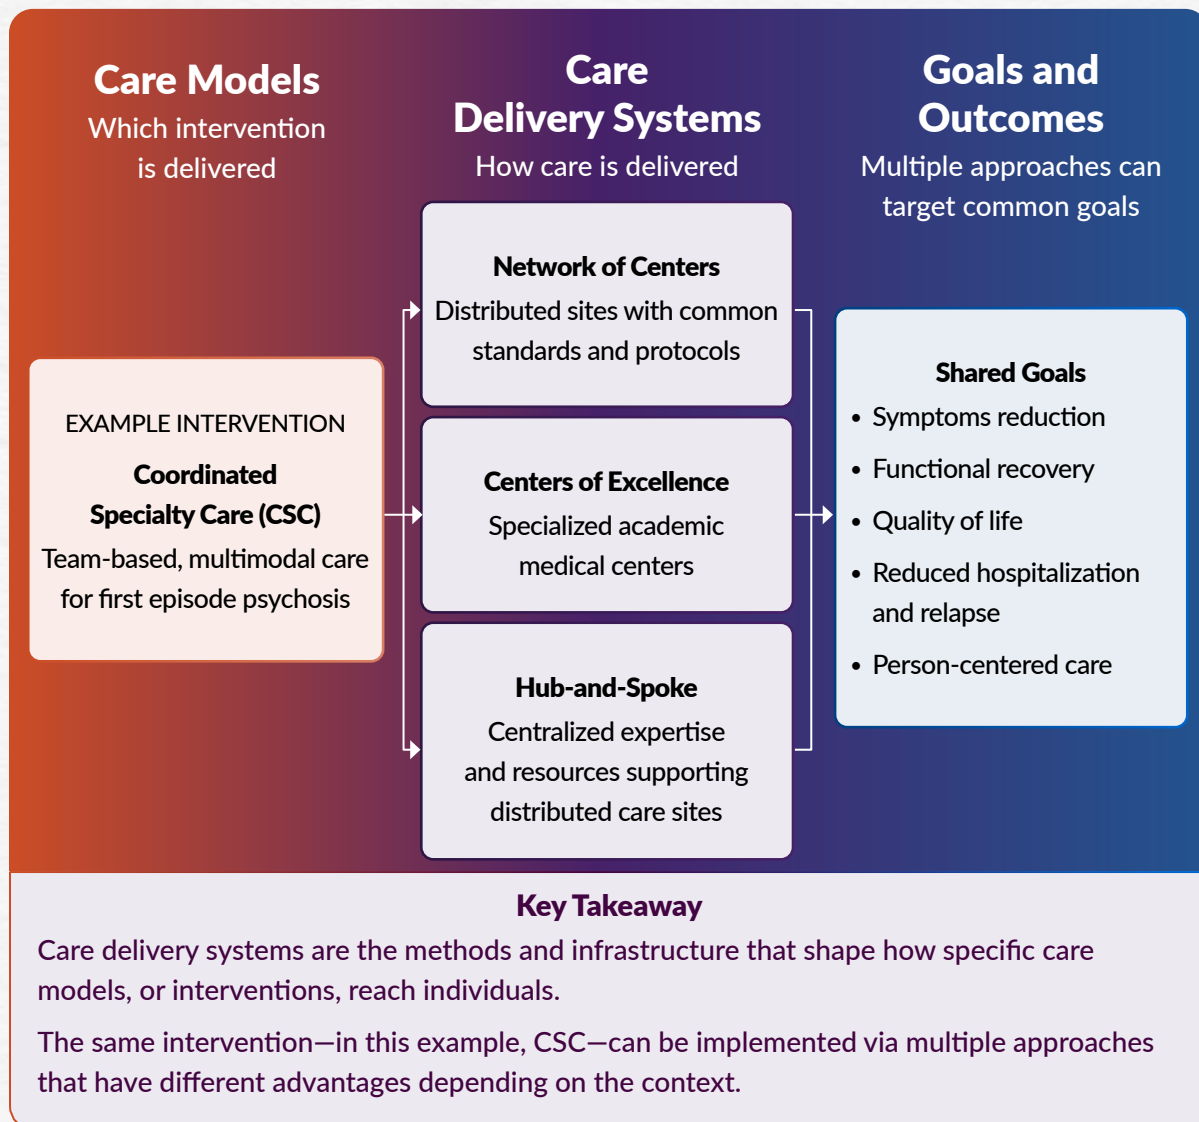 Care Models
Which intervention
is delivered
EXAMPLE INTERVENTION
Coordinated
Specialty Care (CSC)
Team-based, multimodal care
for first episode psychosis
Care
Delivery Systems
How care is delivered
Network of Centers
Distributed sites with common
standards and protocols
Centers of Excellence
Specialized academic
medical centers
Hub-and-Spoke
Centralized expertise
and resources supporting
distributed care sites
Goals and
Outcomes
Multiple approaches can
target common goals
Shared Goals
• Symptoms reduction
• Functional recovery
• Quality of life
• Reduced hospitalization
and relapse
• Person-centered care
Key Takeaway
Care delivery systems are the methods and infrastructure that shape how specific care
models, or interventions, reach individuals.
The same intervention—in this example, CSC—can be implemented via multiple approaches
that have different advantages depending on the context.